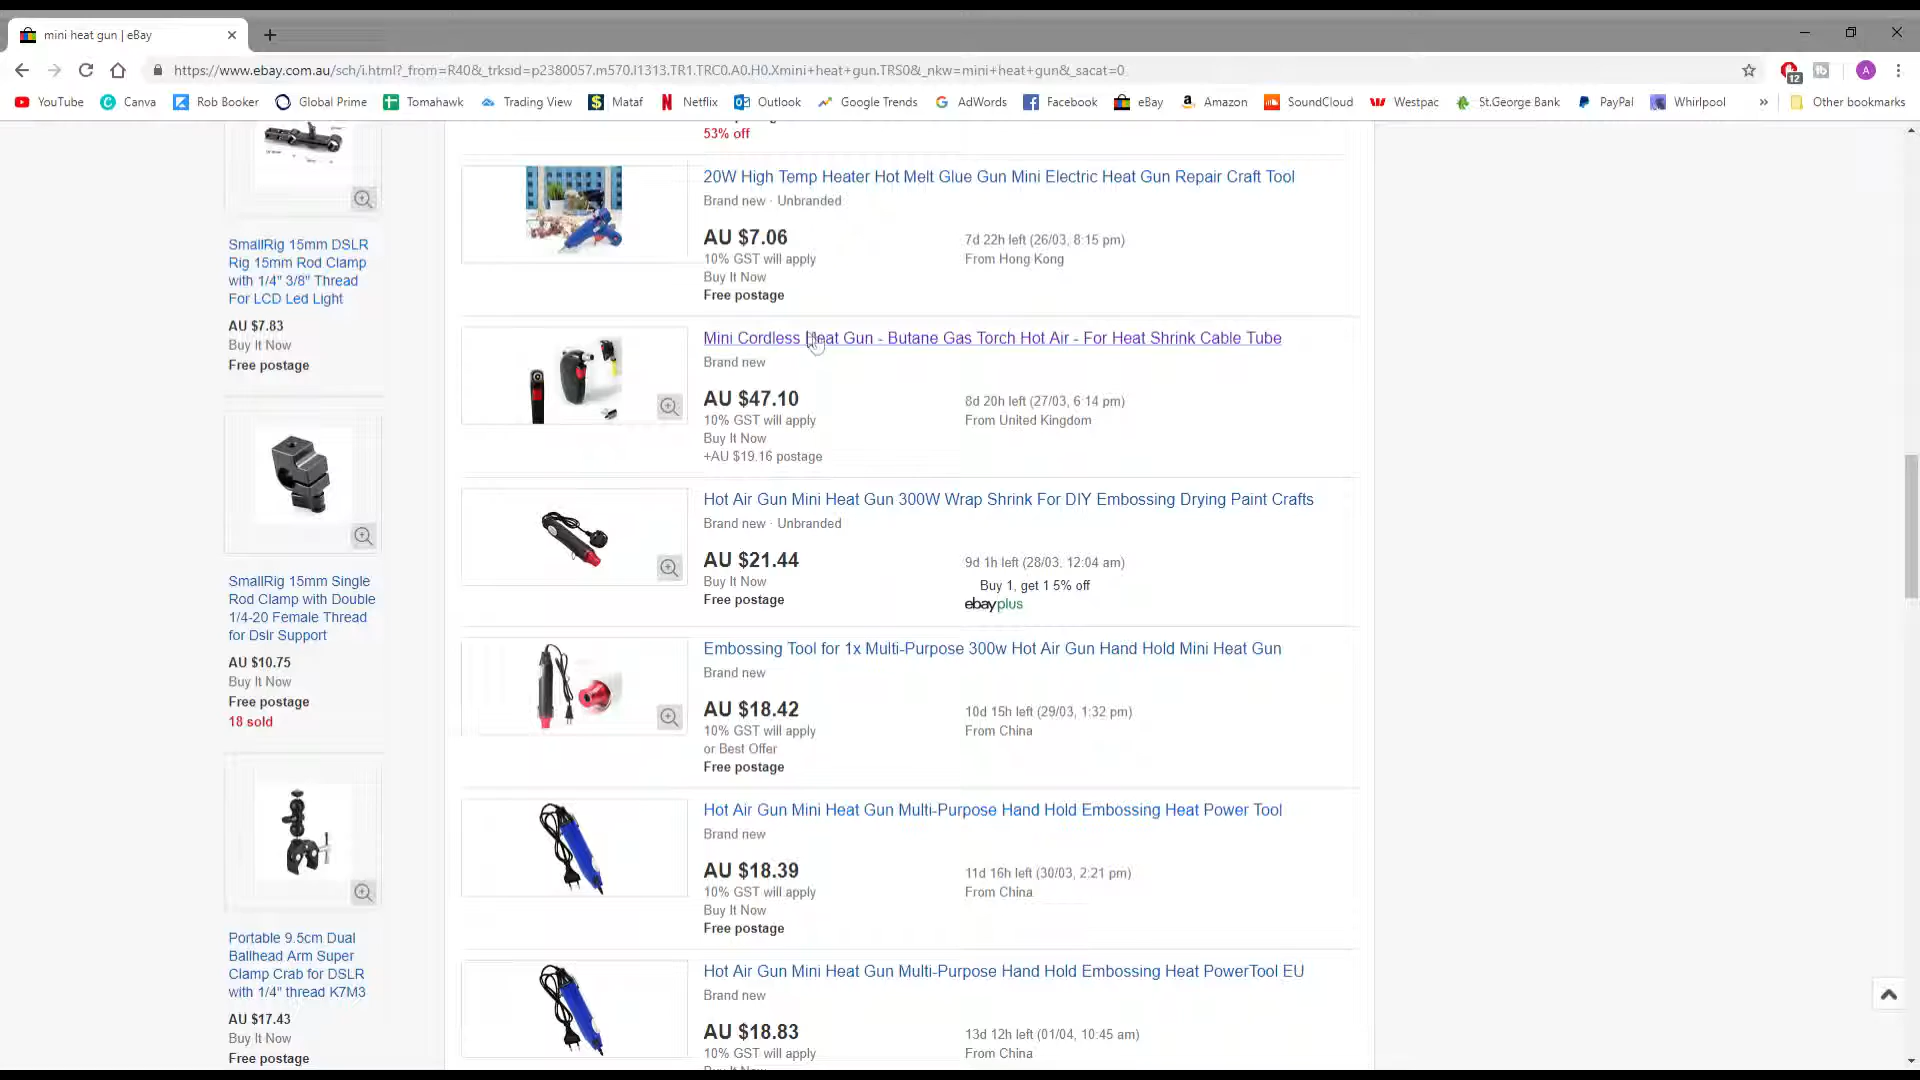 mini heat gun | eBay
https://www.ebay.com.au/sch/i.html?_from=R40&_trksid=p2380057.m570.l1313.TR1.TRC0.A0.H0.Xmini+heat+gun.TRS0&_nkw=mini+heat+gun&_sacat=0
12
A
YouTube
Canva
Rob Booker
Global Prime
Tomahawk
Trading View
Mataf
Netflix
Outlook
Google Trends
AdWords
Facebook
eBay
Amazon
SoundCloud
Westpac
St.George Bank
PayPal
Whirlpool
»
Other bookmarks
SmallRig 15mm DSLR
Rig 15mm Rod Clamp
with 1/4" 3/8" Thread
For LCD Led Light
AU $7.83
Buy It Now
Free postage
SmallRig 15mm Single
Rod Clamp with Double
1/4-20 Female Thread
for Dslr Support
AU $10.75
Buy It Now
Free postage
18 sold
Portable 9.5cm Dual
Ballhead Arm Super
Clamp Crab for DSLR
with 1/4" thread K7M3
AU $17.43
Buy It Now
Free postage
53% off
20W High Temp Heater Hot Melt Glue Gun Mini Electric Heat Gun Repair Craft Tool
Brand new · Unbranded
AU $7.06
10% GST will apply
Buy It Now
Free postage
7d 22h left (26/03, 8:15 pm)
From Hong Kong
Mini Cordless Heat Gun - Butane Gas Torch Hot Air - For Heat Shrink Cable Tube
Brand new
AU $47.10
10% GST will apply
Buy It Now
+AU $19.16 postage
8d 20h left (27/03, 6:14 pm)
From United Kingdom
Hot Air Gun Mini Heat Gun 300W Wrap Shrink For DIY Embossing Drying Paint Crafts
Brand new · Unbranded
AU $21.44
Buy It Now
Free postage
9d 1h left (28/03, 12:04 am)
Buy 1, get 1 5% off
ebayplus
Embossing Tool for 1x Multi-Purpose 300w Hot Air Gun Hand Hold Mini Heat Gun
Brand new
AU $18.42
10% GST will apply
or Best Offer
Free postage
10d 15h left (29/03, 1:32 pm)
From China
Hot Air Gun Mini Heat Gun Multi-Purpose Hand Hold Embossing Heat Power Tool
Brand new
AU $18.39
10% GST will apply
Buy It Now
Free postage
11d 16h left (30/03, 2:21 pm)
From China
Hot Air Gun Mini Heat Gun Multi-Purpose Hand Hold Embossing Heat PowerTool EU
Brand new
AU $18.83
10% GST will apply
13d 12h left (01/04, 10:45 am)
From China